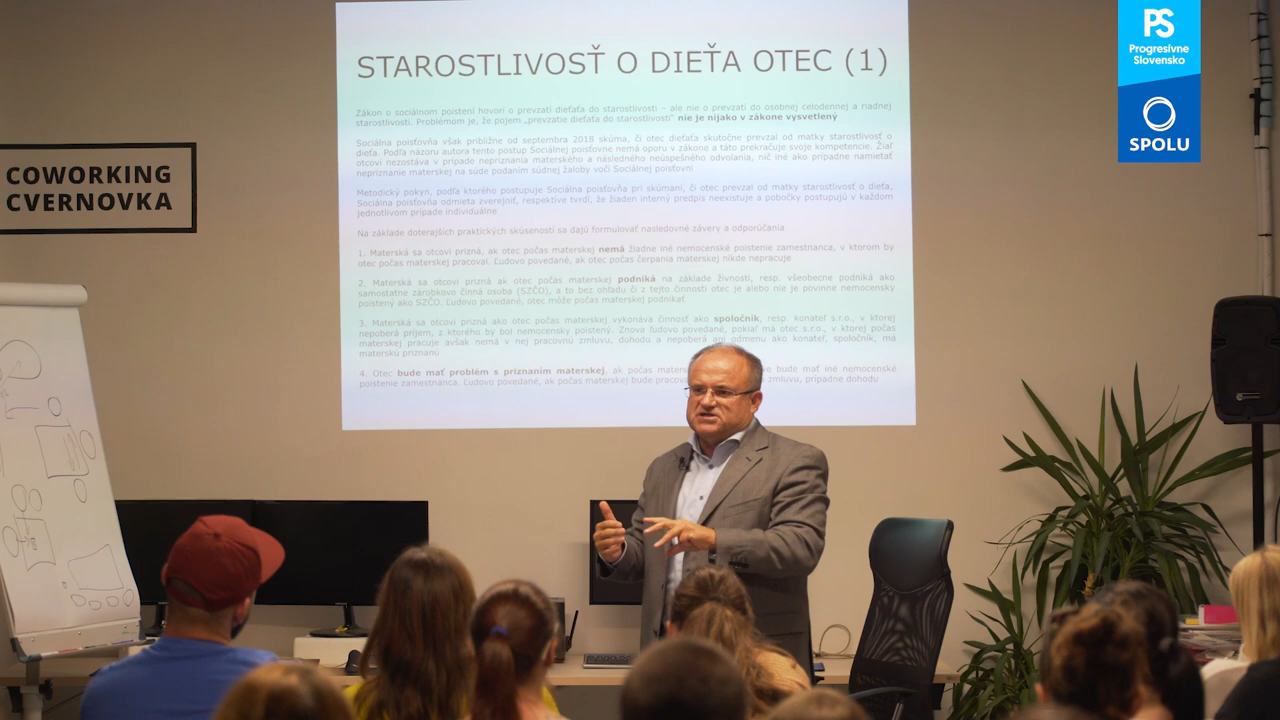 STAROSTLIVOSŤ O DIEŤA OTEC (1)
Zákon o sociálnom poistení hovorí o prevzatí dieťaťa do starostlivosti – ale nie o prevzatí do osobnej celodennej a riadnej
starostlivosti. Problémom je, že pojem „prevzatie dieťaťa do starostlivosti" nie je nijako v zákone vysvetlený
Sociálna poisťovňa však približne od septembra 2018 skúma, či otec dieťaťa skutočne prevzal od matky starostlivosť o
dieťa. Podľa názoru autora tento postup Sociálnej poisťovne nemá oporu v zákone a táto prekračuje svoje kompetencie. Žiaľ
otcovi nezostáva v prípade nepriznania materského a následného neúspešného odvolania, nič iné ako prípadne namietať
nepriznanie materskej na súde podaním súdnej žaloby voči Sociálnej poisťovni
Metodický pokyn, podľa ktorého postupuje Sociálna poisťovňa pri skúmaní, či otec prevzal od matky starostlivosť o dieťa,
Sociálna poisťovňa odmieta zverejniť, respektíve tvrdí, že žiaden interný predpis neexistuje a pobočky postupujú v každom
jednotlivom prípade individuálne
Na základe doterajších praktických skúseností sa dajú formulovať nasledovné závery a odporúčania
1. Materská sa otcovi prizná, ak otec počas materskej nemá žiadne iné nemocenské poistenie zamestnanca, v ktorom by
otec počas materskej pracoval. Ľudovo povedané, ak otec počas čerpania materskej nikde nepracuje
2. Materská sa otcovi prizná ak otec počas materskej podniká na základe živnosti, resp. všeobecne podniká ako
samostatne zárobkovo činná osoba (SZČO), a to bez ohľadu či z tejto činnosti otec je alebo nie je povinne nemocensky
poistený ako SZČO. Ľudovo povedané, otec môže počas materskej podnikať
3. Materská sa otcovi prizná ako otec počas materskej vykonáva činnosť ako spoločník, resp. konateľ s.r.o., v ktorej
nepoberá príjem, z ktorého by bol nemocensky poistený. Znova ľudovo povedané, pokiaľ má otec s.r.o., v ktorej počas
materskej pracuje avšak nemá v nej pracovnú zmluvu, dohodu a nepoberá ani odmenu ako konateľ, spoločník, má
materskú priznanú
4. Otec bude mať problém s priznaním materskej, ak počas bude mať iné nemocenské
poistenie zamestnanca. Ľudovo povedané, ak počas materskej bude zmluvu, prípadne dohodu
COWORKING
CVERNOVKA
PS
Progresívne
Slovensko
SPOLU